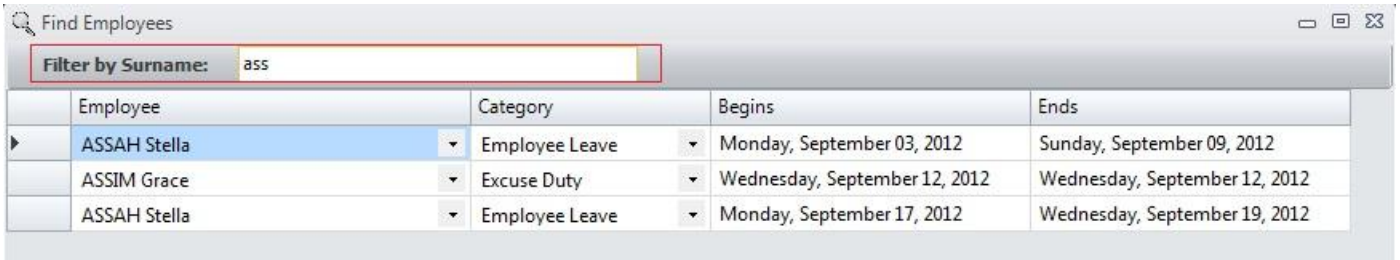 Find Employees
Filter by Surname: ass
Employee Category Begins Ends
ASSAH Stella Employee Leave Monday, September 03, 2012 Sunday, September 09, 2012
ASSIM Grace Excuse Duty Wednesday, September 12, 2012 Wednesday, September 12, 2012
ASSAH Stella Employee Leave Monday, September 17, 2012 Wednesday, September 19, 2012